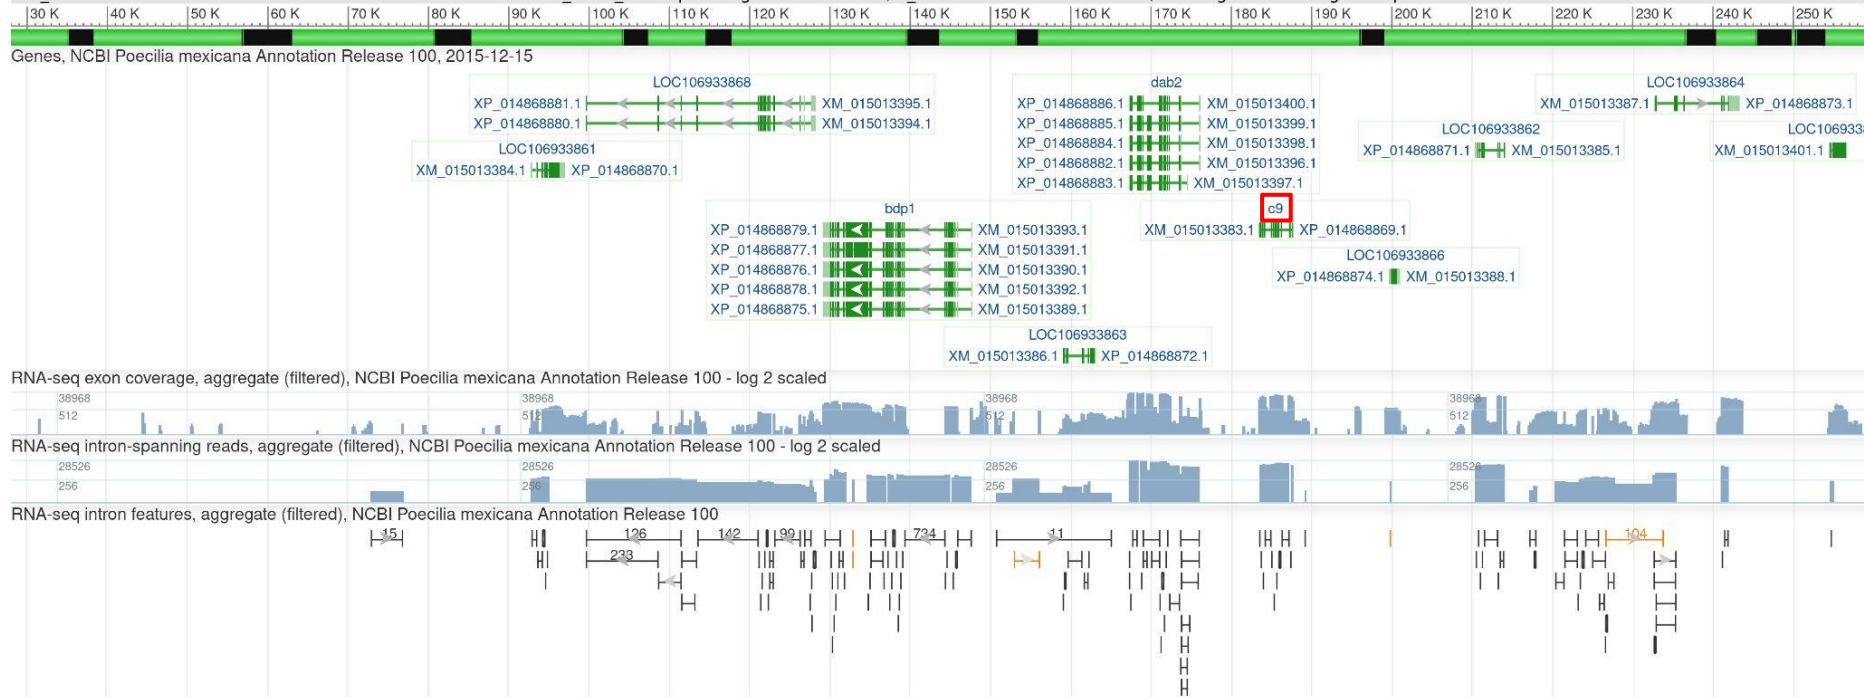 30 K 40 K 50 K 60 K 70 K 80 K 90 K 100 K 110 K 120 K 130 K 140 K 150 K 160 K 170 K 180 K 190 K 200 K 210 K 220 K 230 K 240 K 250 K
Genes, NCBI Poecilia mexicana Annotation Release 100, 2015-12-15
LOC106933868 dab2 LOC106933864
XP_014868881.1 XM_015013395.1 XP_014868886.1 XM_015013400.1 XM_015013387.1 XP_014868873.1
XP_014868880.1 XM_015013394.1 XP_014868885.1 XM_015013399.1 LOC106933862
LOC106933861 XP_014868884.1 XM_015013398.1 XP_014868871.1 XM_015013385.1 XM_015013401.1
XM_015013384.1 XP_014868870.1 XP_014868882.1 XM_015013396.1
XP_014868883.1 XM_015013397.1
bdp1 c9
XP_014868879.1 XM_015013393.1 XM_015013383.1 XP_014868869.1
XP_014868877.1 XM_015013391.1 LOC106933866
XP_014868876.1 XM_015013390.1 XP_014868874.1 XM_015013388.1
XP_014868878.1 XM_015013392.1
XP_014868875.1 XM_015013389.1
LOC106933863
XM_015013386.1 XP_014868872.1
RNA-seq exon coverage, aggregate (filtered), NCBI Poecilia mexicana Annotation Release 100 - log 2 scaled
38968 38968 38968 38968
512 512 512 512
RNA-seq intron-spanning reads, aggregate (filtered), NCBI Poecilia mexicana Annotation Release 100 - log 2 scaled
28526 28526 28526 28526
256 256 256 256
RNA-seq intron features, aggregate (filtered), NCBI Poecilia mexicana Annotation Release 100
15 126 142 99 734 11 104
233